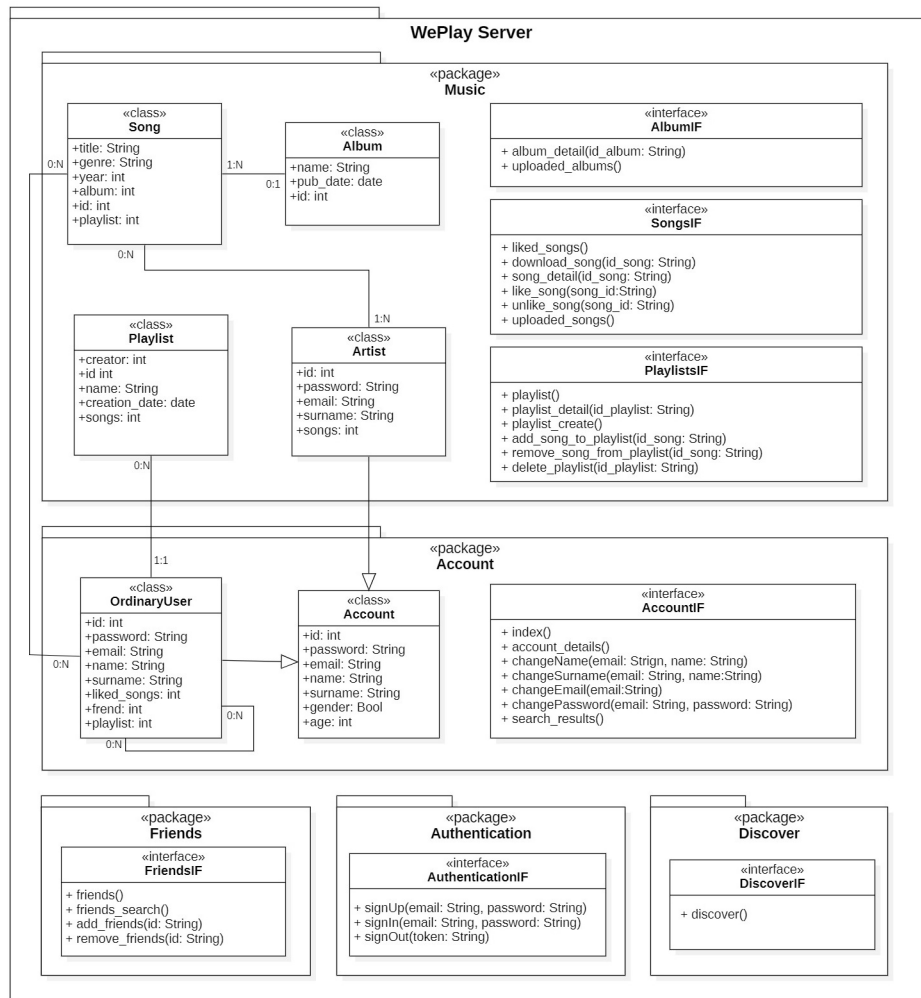 WePlay Server
«package»
Music
«class»
Song
+title: String
+genre: String
+year: int
+album: int
+id: int
+playlist: int
0:N
1:N
0:1
0:N
«class»
Album
+name: String
+pub_date: date
+id: int
«interface»
AlbumIF
+ album_detail(id_album: String)
+ uploaded_albums()
«interface»
SongsIF
+ liked_songs()
+ download_song(id_song: String)
+ song_detail(id_song: String)
+ like_song(song_id:String)
+ unlike_song(song_id: String)
+ uploaded_songs()
«class»
Playlist
+creator: int
+id int
+name: String
+creation_date: date
+songs: int
0:N
1:N
«class»
Artist
+id: int
+password: String
+email: String
+surname: String
+songs: int
«interface»
PlaylistsIF
+ playlist()
+ playlist_detail(id_playlist: String)
+ playlist_create()
+ add_song_to_playlist(id_song: String)
+ remove_song_from_playlist(id_song: String)
+ delete_playlist(id_playlist: String)
«package»
Account
1:1
«class»
OrdinaryUser
+id: int
+password: String
+email: String
+name: String
+surname: String
+liked_songs: int
+frend: int
+playlist: int
0:N
0:N
0:N
«class»
Account
+id: int
+password: String
+email: String
+name: String
+surname: String
+gender: Bool
+age: int
«interface»
AccountIF
+ index()
+ account_details()
+ changeName(email: Strign, name: String)
+ changeSurname(email: String, name:String)
+ changeEmail(email:String)
+ changePassword(email: String, password: String)
+ search_results()
«package»
Friends
«interface»
FriendsIF
+ friends()
+ friends_search()
+ add_friends(id: String)
+ remove_friends(id: String)
«package»
Authentication
«interface»
AuthenticationIF
+ signUp(email: String, password: String)
+ signIn(email: String, password: String)
+ signOut(token: String)
«package»
Discover
«interface»
DiscoverIF
+ discover()